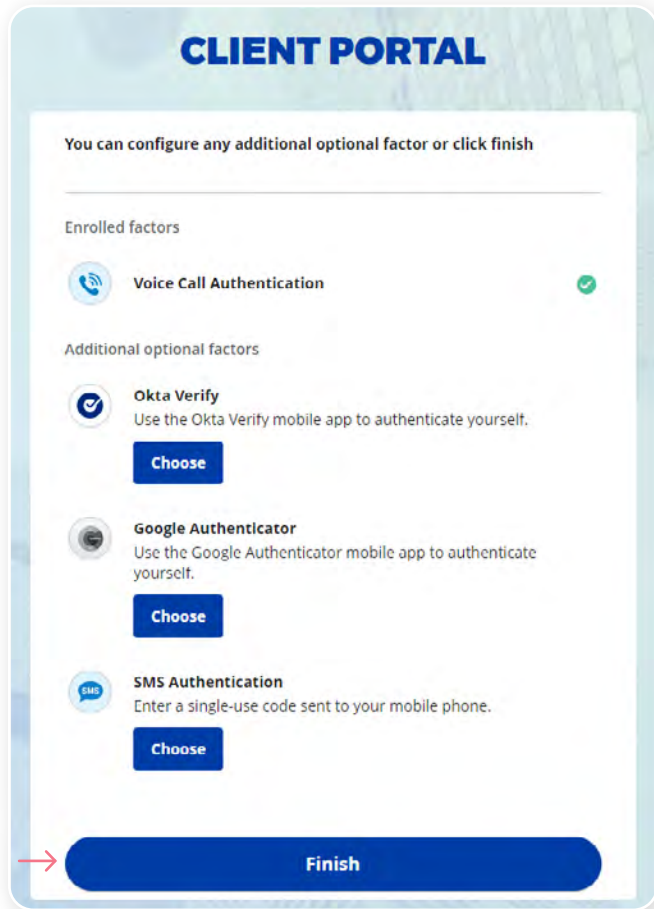 CLIENT PORTAL
You can configure any additional optional factor or click finish
Enrolled factors
Voice Call Authentication
Additional optional factors
Okta Verify
Use the Okta Verify mobile app to authenticate yourself.
Choose
Google Authenticator
Use the Google Authenticator mobile app to authenticate
yourself.
Choose
SMS
SMS Authentication
Enter a single-use code sent to your mobile phone.
Choose
Finish